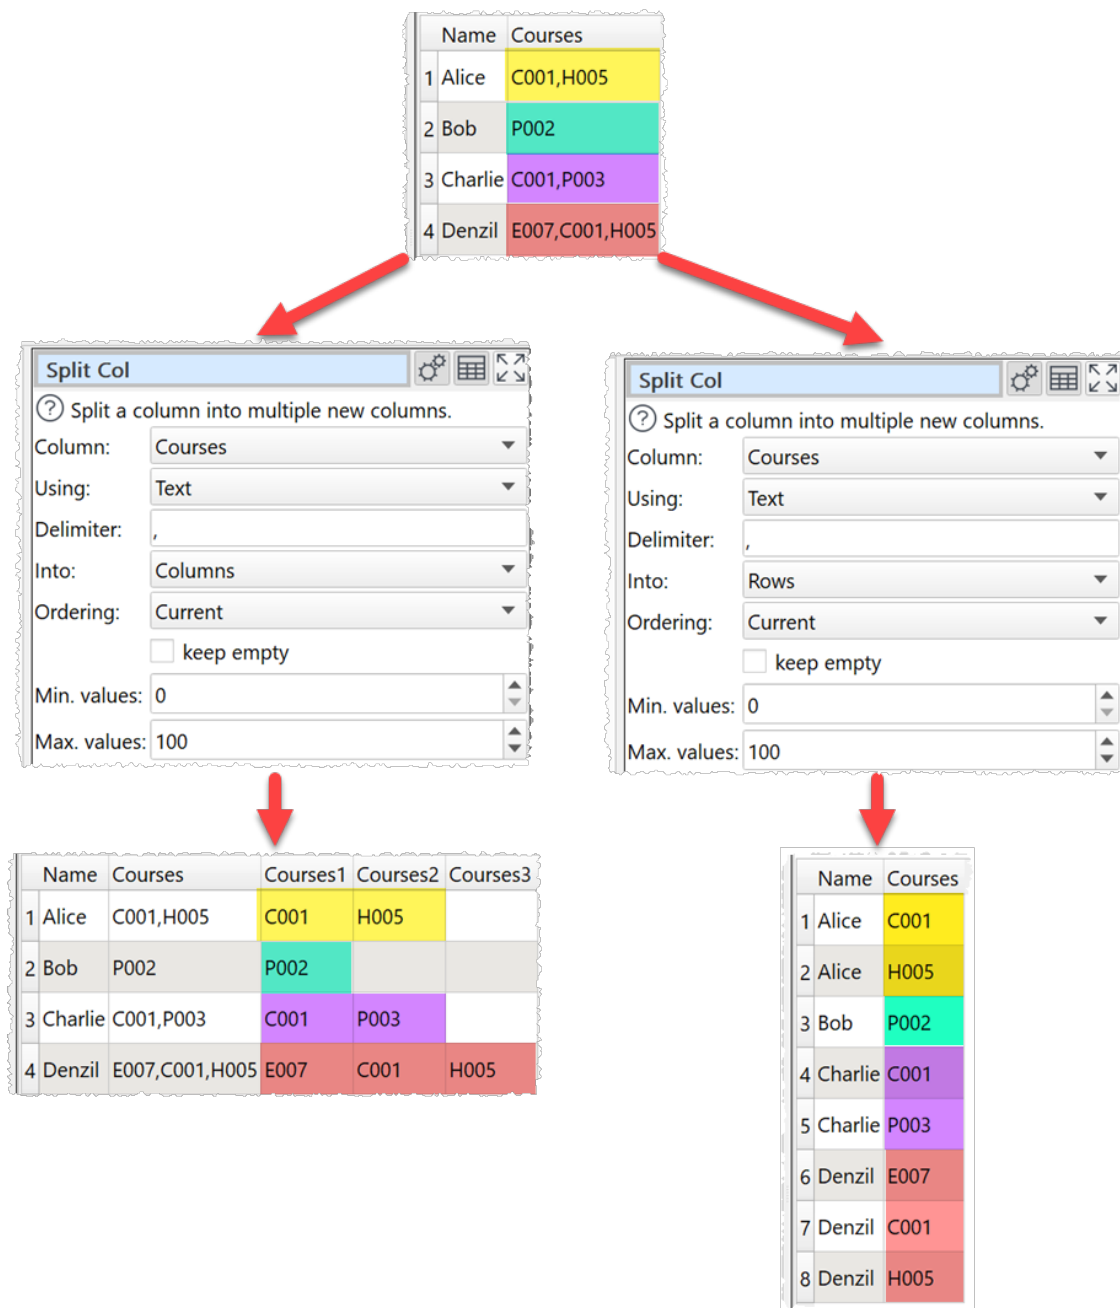 Name Courses
1 Alice C001,H005
2 Bob P002
3 Charlie C001,P003
4 Denzil E007,C001,H005
Split Col
? Split a column into multiple new columns.
Column: Courses
Using: Text
Delimiter: ,
Into: Columns
Ordering: Current
keep empty
Min. values: 0
Max. values: 100
Split Col
? Split a column into multiple new columns.
Column: Courses
Using: Text
Delimiter: ,
Into: Rows
Ordering: Current
keep empty
Min. values: 0
Max. values: 100
Name Courses Courses1 Courses2 Courses3
1 Alice C001,H005 C001 H005
2 Bob P002 P002
3 Charlie C001,P003 C001 P003
4 Denzil E007,C001,H005 E007 C001 H005
Name Courses
1 Alice C001
2 Alice H005
3 Bob P002
4 Charlie C001
5 Charlie P003
6 Denzil E007
7 Denzil C001
8 Denzil H005